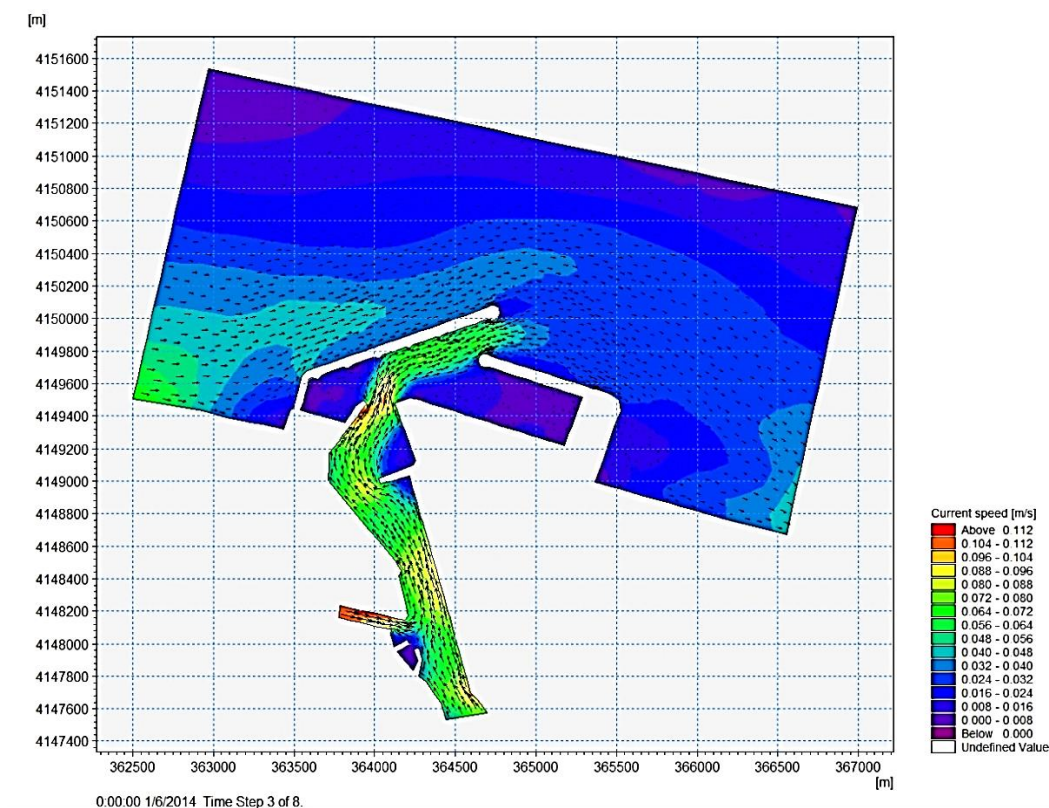 [m]
4151600
4151400
4151200
4151000
4150800
4150600
4150400
4150200
4150000
4149800
4149600
4149400
4149200
4149000
4148800
4148600
4148400
4148200
4148000
4147800
4147600
4147400
362500 363000 363500 364000 364500 365000 365500 366000 366500 367000
[m]
0:00:00 1/6/2014 Time Step 3 of 8.
Current speed [m/s]
Above 0.112
0.104 - 0.112
0.096 - 0.104
0.088 - 0.096
0.080 - 0.088
0.072 - 0.080
0.064 - 0.072
0.056 - 0.064
0.048 - 0.056
0.040 - 0.048
0.032 - 0.040
0.024 - 0.032
0.016 - 0.024
0.008 - 0.016
0.000 - 0.008
Below 0.000
Undefined Value